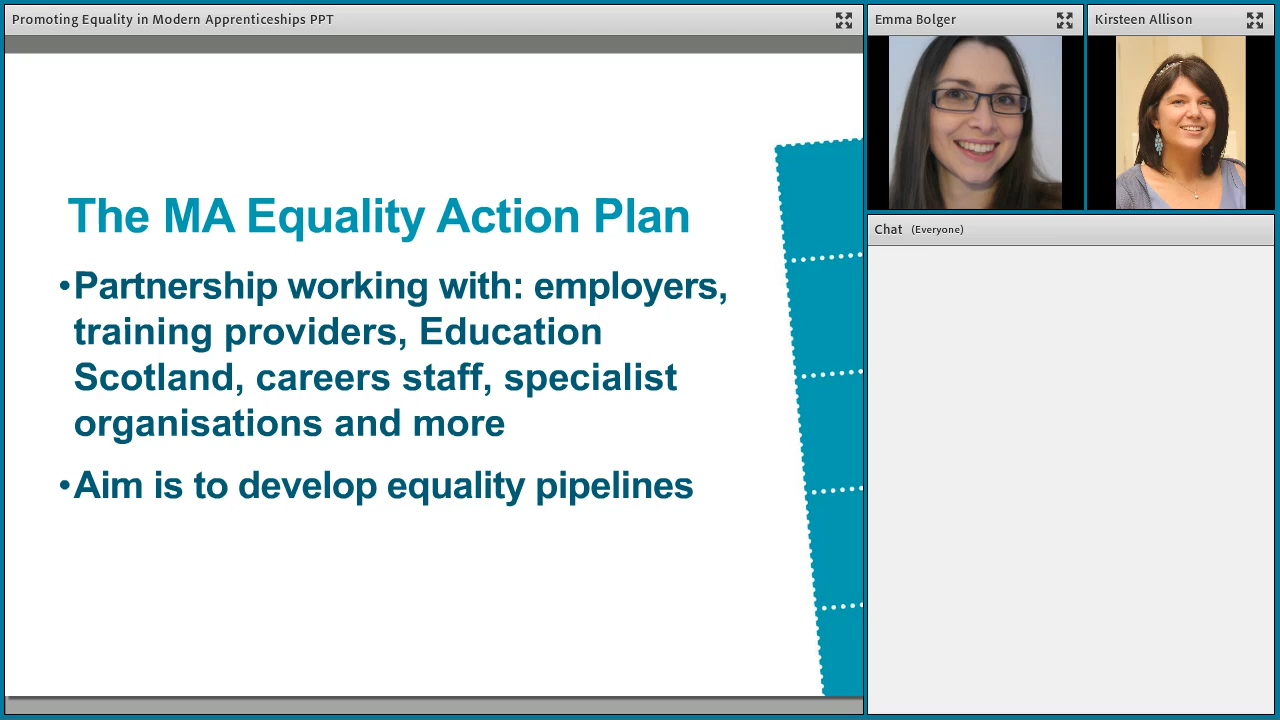 Promoting Equality in Modern Apprenticeships PPT
Emma Bolger
Kirsteen Allison
The MA Equality Action Plan
•Partnership working with: employers,
training providers, Education
Scotland, careers staff, specialist
organisations and more
•Aim is to develop equality pipelines
Chat (Everyone)